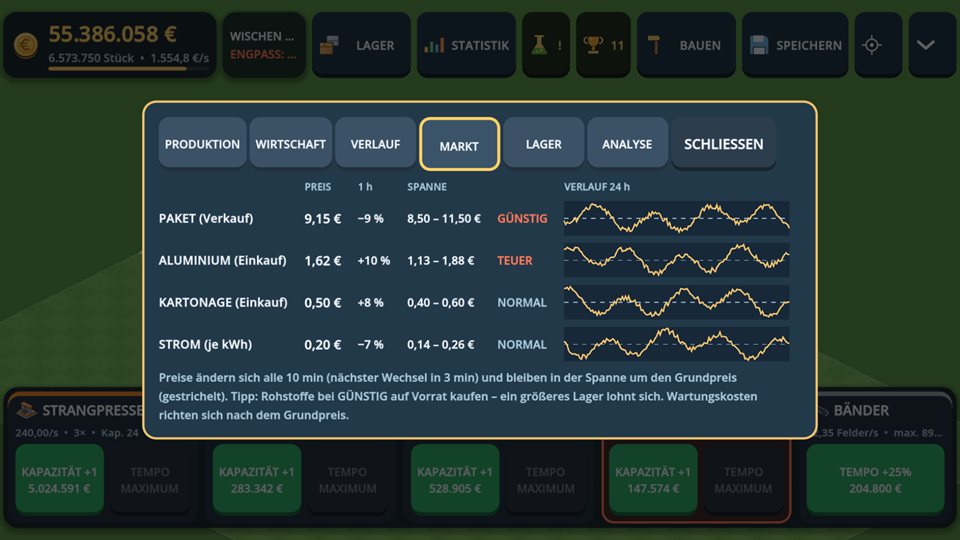 55.386.058 €
6.573.750 Stück • 1.554,8 €/s
WISCHEN ...
ENGPASS: ...
LAGER
STATISTIK
!
11
BAUEN
SPEICHERN
PRODUKTION WIRTSCHAFT VERLAUF MARKT LAGER ANALYSE SCHLIESSEN
PREIS 1 h SPANNE VERLAUF 24 h
PAKET (Verkauf) 9,15 € −9 % 8,50 – 11,50 € GÜNSTIG
ALUMINIUM (Einkauf) 1,62 € +10 % 1,13 – 1,88 € TEUER
KARTONAGE (Einkauf) 0,50 € +8 % 0,40 – 0,60 € NORMAL
STROM (je kWh) 0,20 € −7 % 0,14 – 0,26 € NORMAL
Preise ändern sich alle 10 min (nächster Wechsel in 3 min) und bleiben in der Spanne um den Grundpreis
(gestrichelt). Tipp: Rohstoffe bei GÜNSTIG auf Vorrat kaufen – ein größeres Lager lohnt sich. Wartungskosten
richten sich nach dem Grundpreis.
STRANGPRESSE
240,00/s • 3× • Kap. 24
KAPAZITÄT +1
5.024.591 €
TEMPO
MAXIMUM
KAPAZITÄT +1
283.342 €
TEMPO
MAXIMUM
KAPAZITÄT +1
528.905 €
TEMPO
MAXIMUM
KAPAZITÄT +1
147.574 €
TEMPO
MAXIMUM
BÄNDER
,35 Felder/s • max. 89...
TEMPO +25%
204.800 €